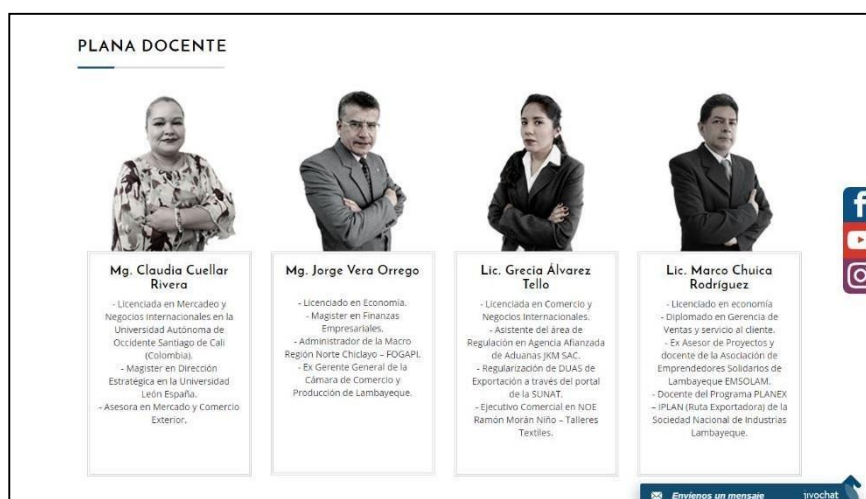 PLANA DOCENTE
Mg. Claudia Cuellar
Rivera
- Licenciada en Mercadeo y
Negocios Internacionales en la
Universidad Autónoma de
Occidente Santiago de Cali
(Colombia).
- Magister en Dirección
Estratégica en la Universidad
León España.
- Asesora en Mercado y Comercio
Exterior.
Mg. Jorge Vera Orrego
- Licenciado en Economía.
- Magister en Finanzas
Empresariales.
- Administrador de la Macro
Región Norte Chiclayo – FOGAPI.
- Ex Gerente General de la
Cámara de Comercio y
Producción de Lambayeque.
Lic. Grecia Álvarez
Tello
- Licenciada en Comercio y
Negocios Internacionales.
- Asistente del área de
Regulación en Agencia Afianzada
de Aduanas JKM SAC.
- Regularización de DUAS de
Exportación a través del portal
de la SUNAT.
- Ejecutivo Comercial en NOE
Ramón Morán Niño – Talleres
Textiles.
Lic. Marco Chuica
Rodríguez
- Licenciado en economía
- Diplomado en Gerencia de
Ventas y servicio al cliente.
- Ex Asesor de Proyectos y
docente de la Asociación de
Emprendedores Solidarios de
Lambayeque EMSOLAM.
- Docente del Programa PLANEX
– IPLAN (Ruta Exportadora) de la
Sociedad Nacional de Industrias
Lambayeque.
Envíenos un mensaje jivochat